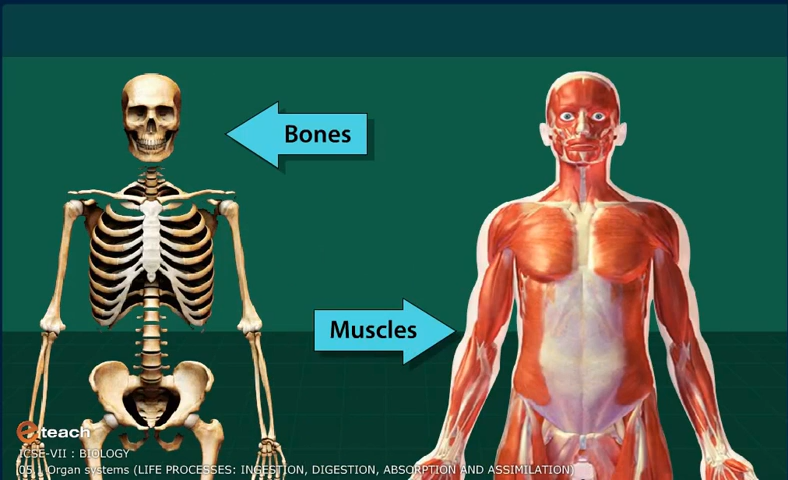 Bones
Muscles
eteach
ICSE-VII : BIOLOGY
05. Organ systems (LIFE PROCESSES: INGESTION, DIGESTION, ABSORPTION AND ASSIMILATION)